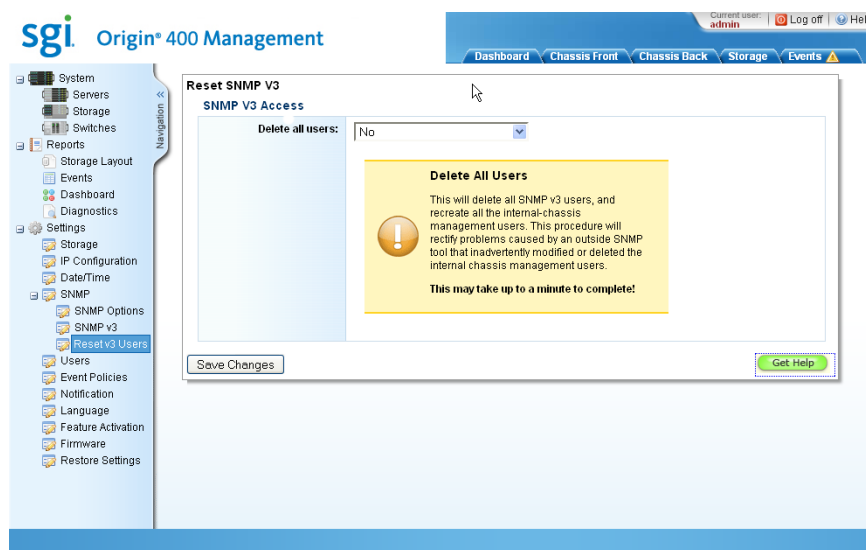 sgi Origin® 400 Management
Current user:
admin
Log off
Dashboard
Chassis Front
Chassis Back
Storage
Events
System
Servers
Storage
Switches
Reports
Storage Layout
Events
Dashboard
Diagnostics
Settings
Storage
IP Configuration
Date/Time
SNMP
SNMP Options
SNMP v3
Reset v3 Users
Users
Event Policies
Notification
Language
Feature Activation
Firmware
Restore Settings
Navigation
Reset SNMP V3
SNMP V3 Access
Delete all users:
No
Delete All Users
This will delete all SNMP v3 users, and
recreate all the internal-chassis
management users. This procedure will
rectify problems caused by an outside SNMP
tool that inadvertently modified or deleted the
internal chassis management users.
This may take up to a minute to complete!
Save Changes
Get Help